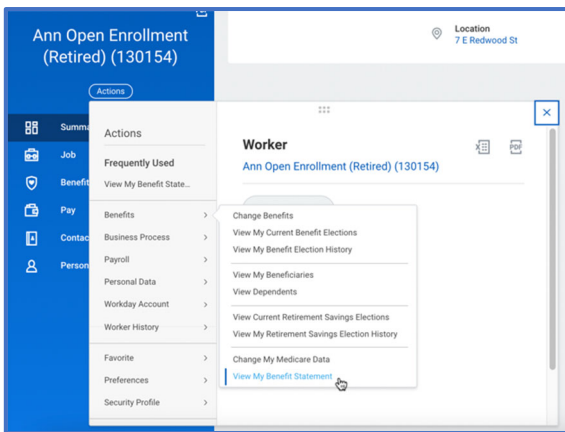 Ann Open Enrollment
(Retired) (130154)
Actions
Location
7 E Redwood St
Summa
Job
Benefit
Pay
Contac
Person
Actions
Frequently Used
View My Benefit State...
Benefits
Business Process
Payroll
Personal Data
Workday Account
Worker History
Favorite
Preferences
Security Profile
Worker
Ann Open Enrollment (Retired) (130154)
PDF
Change Benefits
View My Current Benefit Elections
View My Benefit Election History
View My Beneficiaries
View Dependents
View Current Retirement Savings Elections
View My Retirement Savings Election History
Change My Medicare Data
View My Benefit Statement